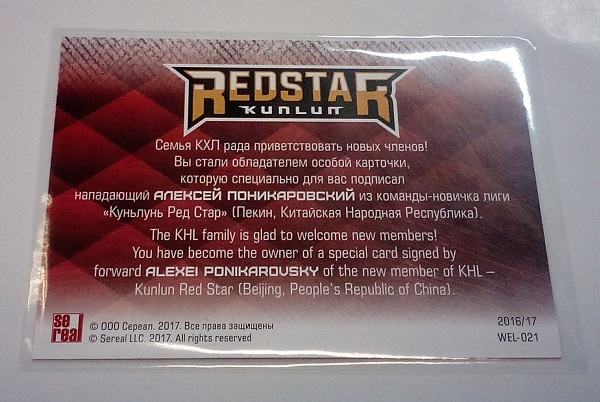 REDSTAR
KUNLUN
Семья КХЛ рада приветствовать новых членов!
Вы стали обладателем особой карточки,
которую специально для вас подписал
нападающий АЛЕКСЕЙ ПОНИКАРОВСКИЙ из команды-новичка лиги
«Куньлунь Ред Стар» (Пекин, Китайская Народная Республика).
The KHL family is glad to welcome new members!
You have become the owner of a special card signed by
forward ALEXEI PONIKAROVSKY of the new member of KHL –
Kunlun Red Star (Beijing, People's Republic of China).
se
real
© ООО Сереал. 2017. Все права защищены
© Sereal LLC. 2017. All rights reserved
2016/17
WEL-021